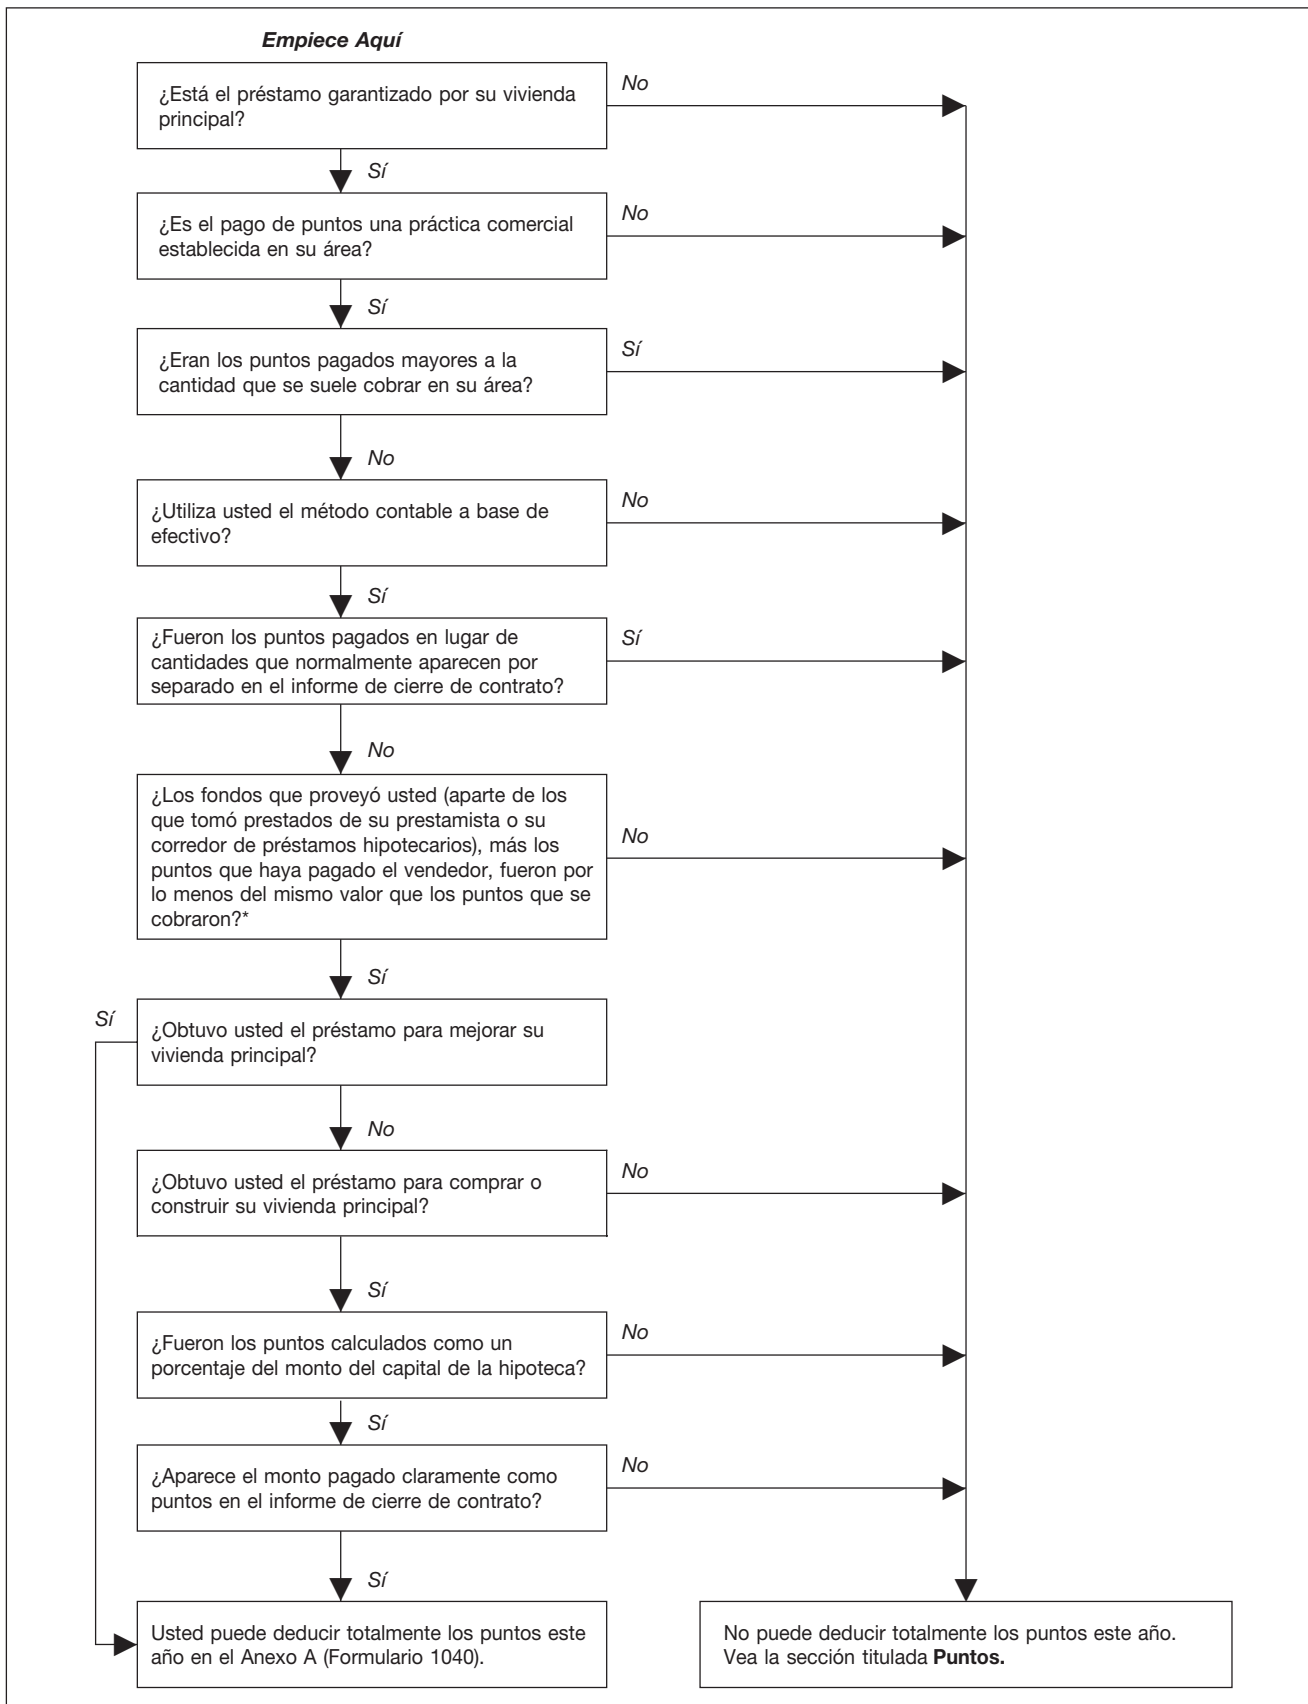 Empiece Aquí
¿Está el préstamo garantizado por su vivienda
principal?
No
Sí
¿Es el pago de puntos una práctica comercial
establecida en su área?
No
Sí
¿Eran los puntos pagados mayores a la
cantidad que se suele cobrar en su área?
Sí
No
¿Utiliza usted el método contable a base de
efectivo?
No
Sí
¿Fueron los puntos pagados en lugar de
cantidades que normalmente aparecen por
separado en el informe de cierre de contrato?
Sí
No
¿Los fondos que proveyó usted (aparte de los
que tomó prestados de su prestamista o su
corredor de préstamos hipotecarios), más los
puntos que haya pagado el vendedor, fueron por
lo menos del mismo valor que los puntos que se
cobraron?*
No
Sí
¿Obtuvo usted el préstamo para mejorar su
vivienda principal?
Sí
No
¿Obtuvo usted el préstamo para comprar o
construir su vivienda principal?
No
Sí
¿Fueron los puntos calculados como un
porcentaje del monto del capital de la hipoteca?
No
Sí
¿Aparece el monto pagado claramente como
puntos en el informe de cierre de contrato?
No
Sí
Usted puede deducir totalmente los puntos este
año en el Anexo A (Formulario 1040).
No puede deducir totalmente los puntos este año.
Vea la sección titulada Puntos.